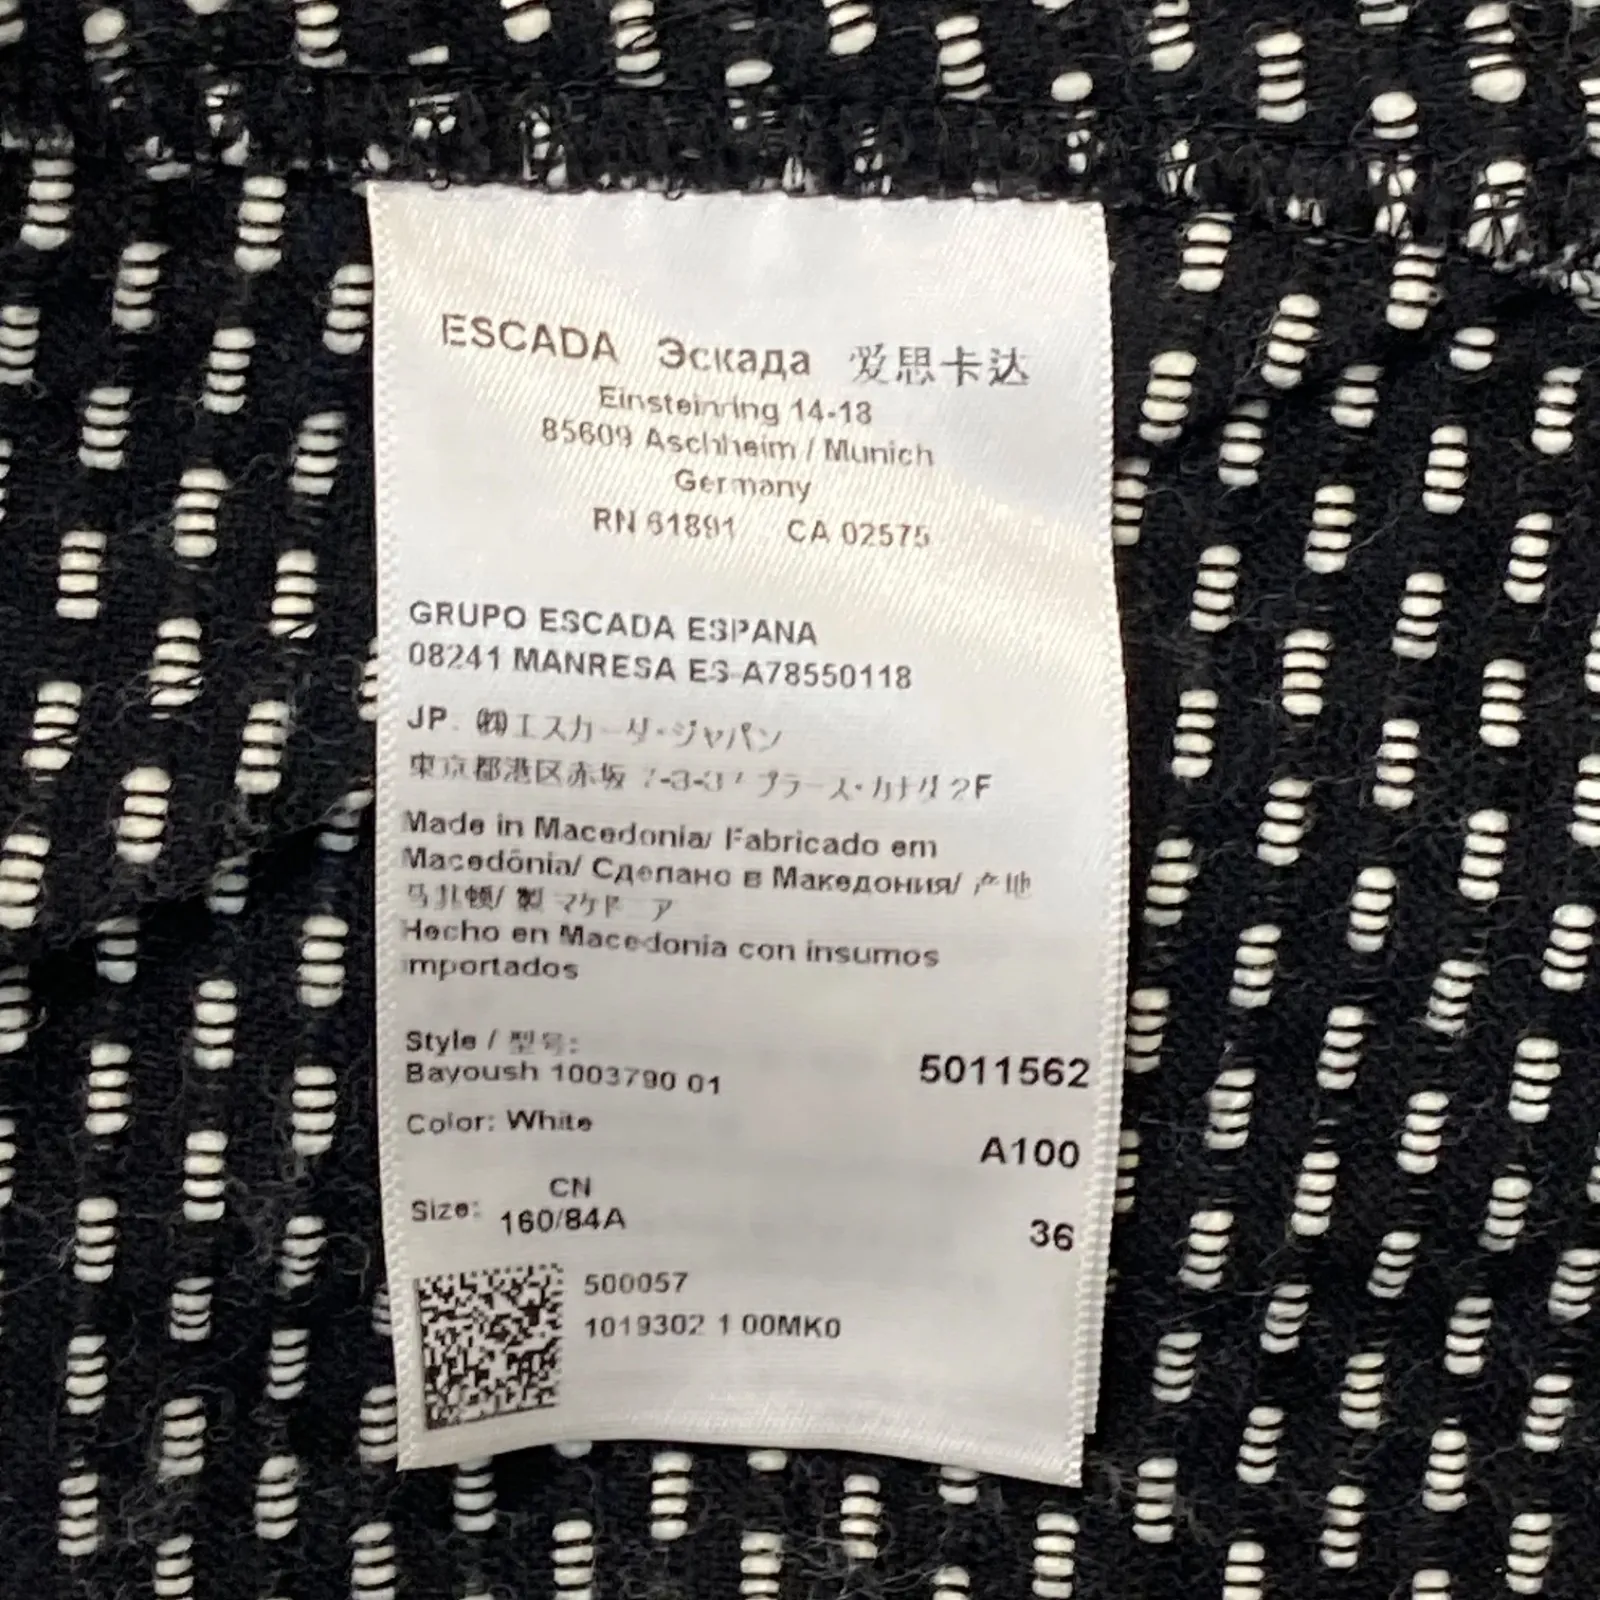 ESCADA Эскада 爱思卡达
Einsteinring 14-18
85609 Aschheim / Munich
Germany
RN 61891 CA 02575
GRUPO ESCADA ESPANA
08241 MANRESA ES-A78550118
JP. ㈱エスカーダ・ジャパン
東京都港区赤坂 プラース・カナダ 2F
Made in Macedonia/ Fabricado em
Macedônia/ Сделано в Македония/ 产地
马其顿/ 製 マケドニア
Hecho en Macedonia con insumos
importados
Style / 型号:
Bayoush 1003790 01 5011562
Color: White A100
CN
Size: 160/84A 36
500057
1019302 1 00MK0